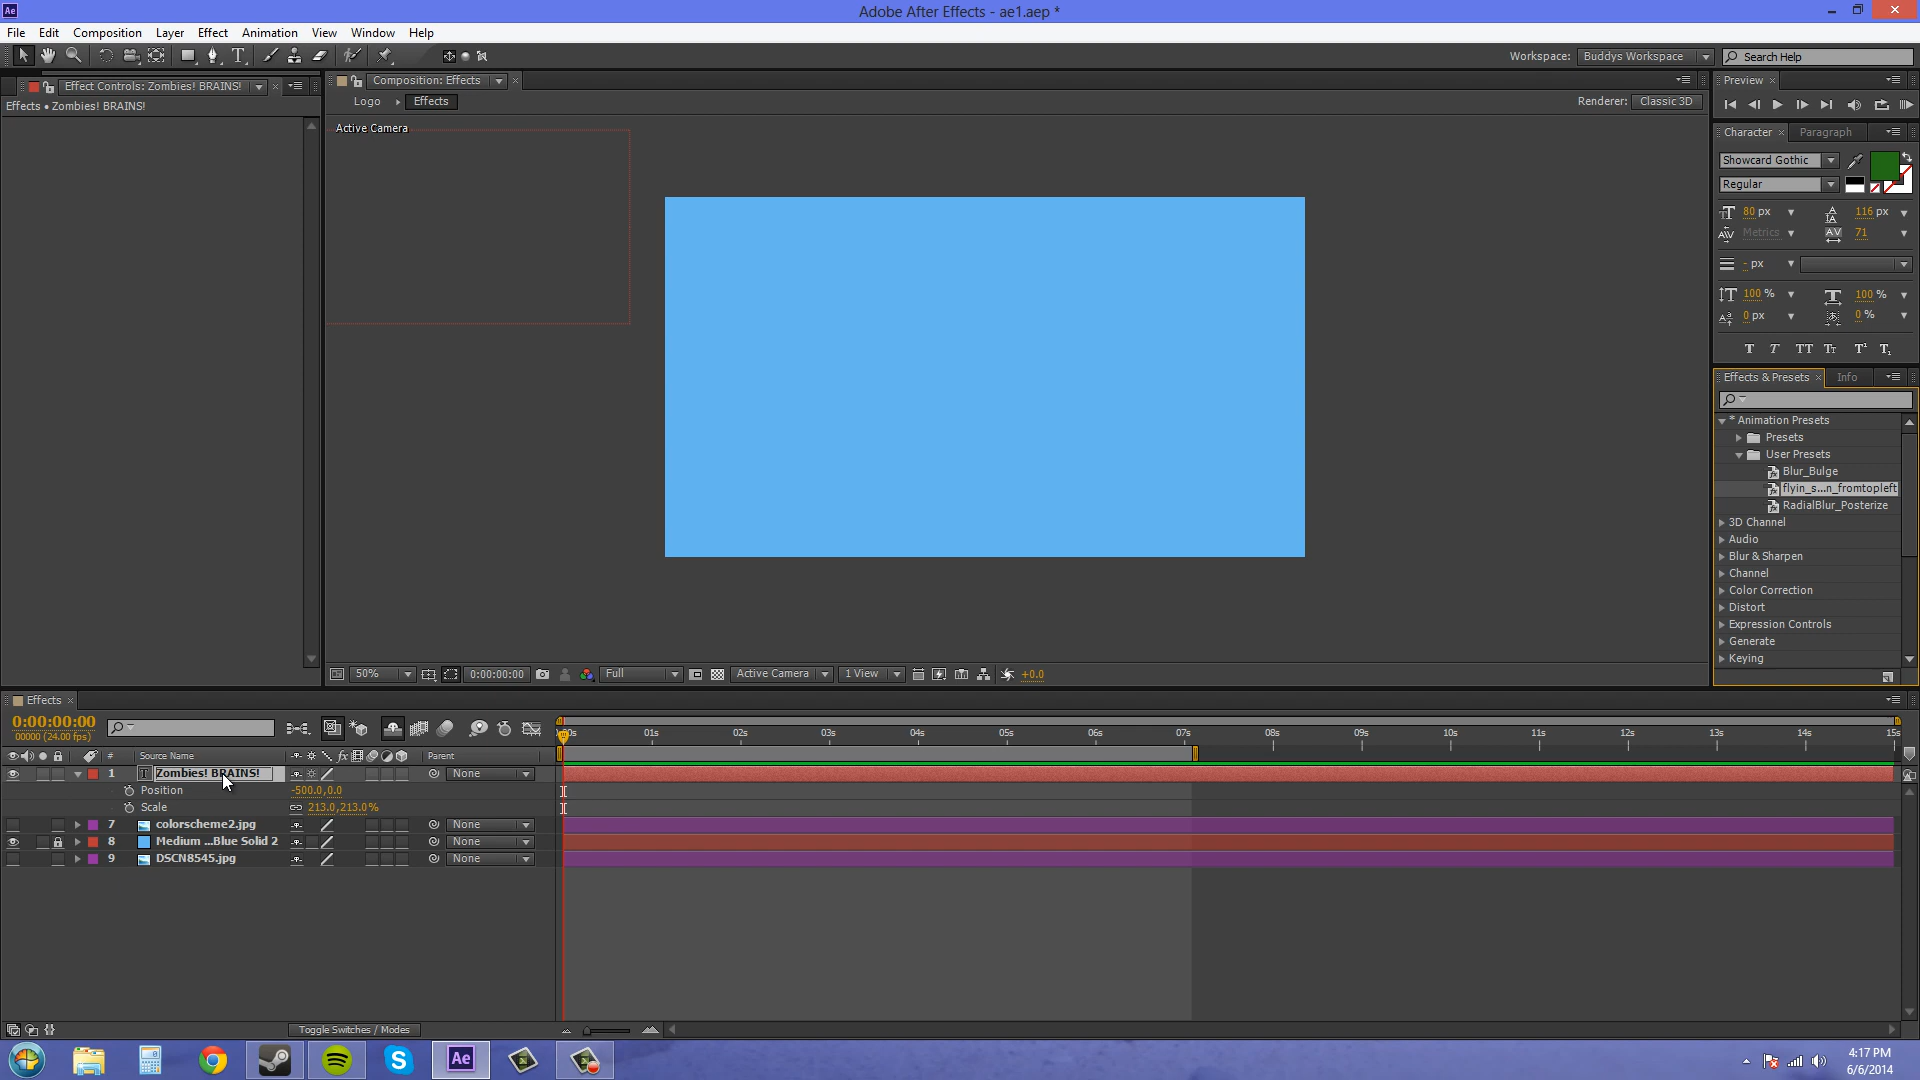 Ae
Adobe After Effects - ae1.aep *
File Edit Composition Layer Effect Animation View Window Help
Workspace: Buddys Workspace Search Help
Effect Controls: Zombies! BRAINS!
Effects • Zombies! BRAINS!
Composition: Effects
Logo Effects
Renderer: Classic 3D
Active Camera
Preview
Character Paragraph
Showcard Gothic
Regular
80 px 116 px
Metrics 71
- px
100 % 100 %
0 px 0 %
T T TT Tr T¹ T,
Effects & Presets Info
* Animation Presets
Presets
User Presets
Blur_Bulge
flyin_s...n_fromtopleft
RadialBlur_Posterize
3D Channel
Audio
Blur & Sharpen
Channel
Color Correction
Distort
Expression Controls
Generate
Keying
50% 0:00:00:00 Full Active Camera 1 View +0.0
Effects
0:00:00:00
00000 (24.00 fps)
01s 02s 03s 04s 05s 06s 07s 08s 09s 10s 11s 12s 13s 14s 15s
# Source Name fx Parent
1 T Zombies! BRAINS! None
Position -500.0,0.0
Scale 213.0,213.0%
7 colorscheme2.jpg None
8 Medium ...Blue Solid 2 None
9 DSCN8545.jpg None
Toggle Switches / Modes
Ae
4:17 PM
6/6/2014